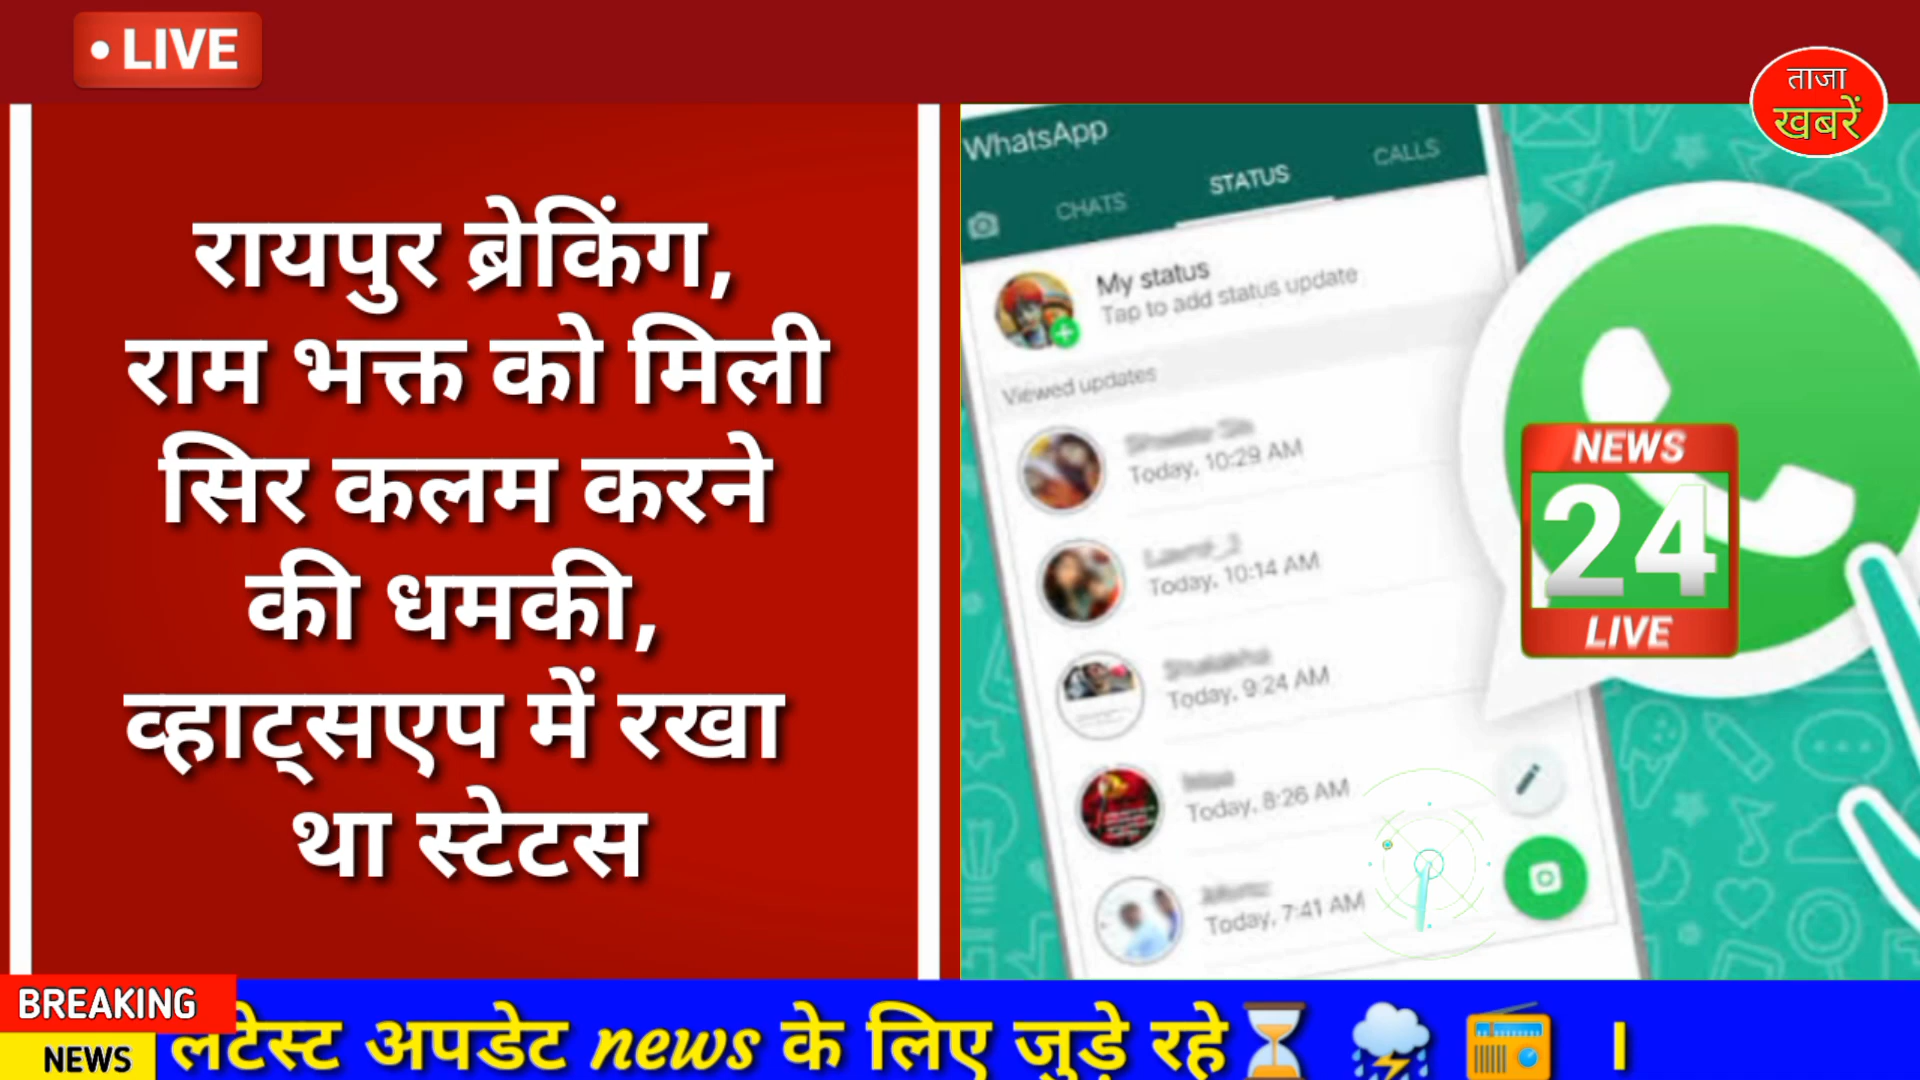 • LIVE
ताजा
खबरें
रायपुर ब्रेकिंग,
राम भक्त को मिली
सिर कलम करने
की धमकी,
व्हाट्सएप में रखा
था स्टेटस
WhatsApp
CHATS STATUS CALLS
My status
Tap to add status update
Viewed updates
Today, 10:29 AM
Today, 10:14 AM
Today, 9:24 AM
Today, 8:26 AM
Today, 7:41 AM
NEWS
24
LIVE
BREAKING
NEWS
लटेस्ट अपडेट news के लिए जुड़े रहे ।